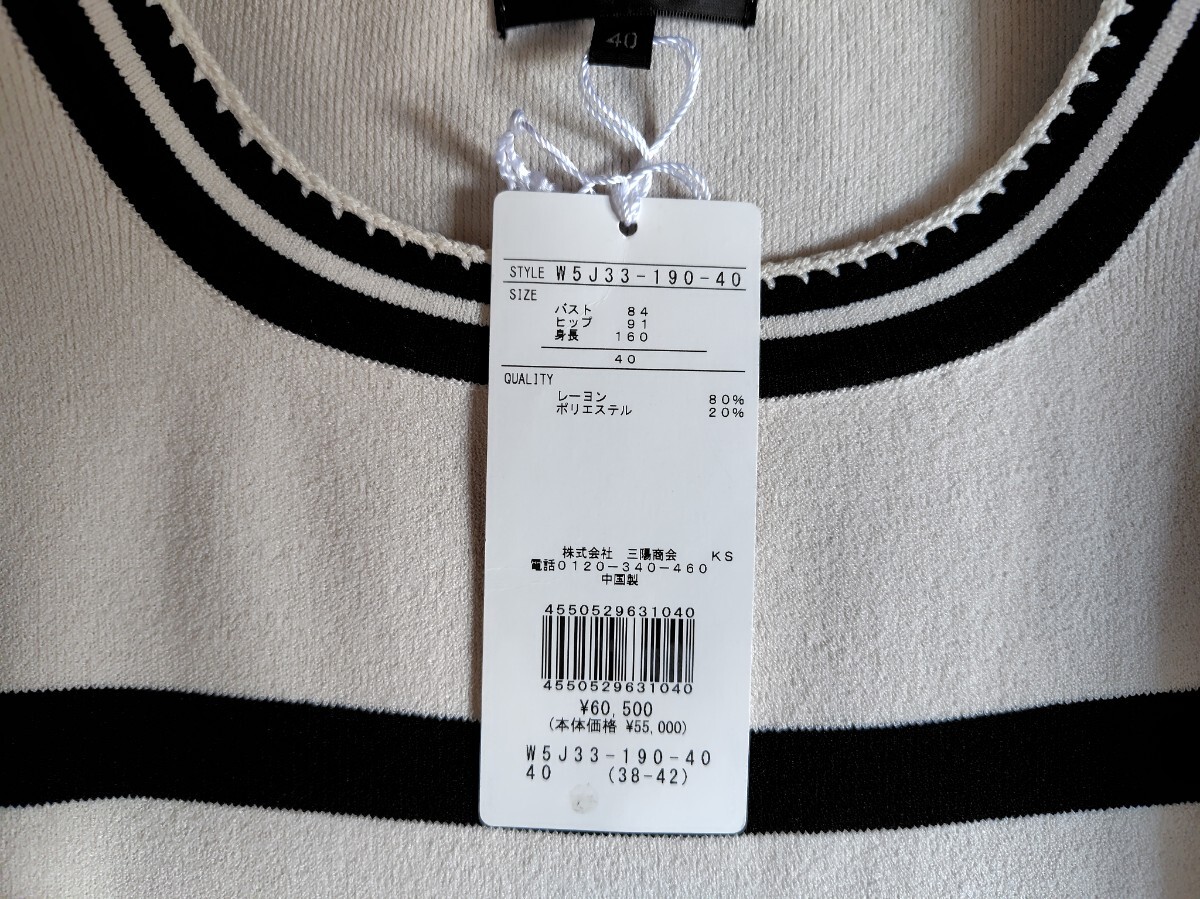 40
STYLE W5J33-190-40
SIZE
バスト 84
ヒップ 91
身長 160
40
QUALITY
レーヨン 80%
ポリエステル 20%
株式会社 三陽商会 KS
電話0120-340-460
中国製
4550529631040
4550529631040
¥60,500
(本体価格 ¥55,000)
W5J33-190-40
40 (38-42)